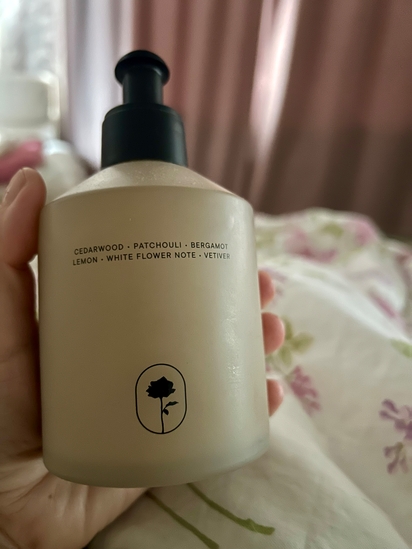 CEDARWOOD • PATCHOULI • BERGAMOT
LEMON • WHITE FLOWER NOTE • VETIVER